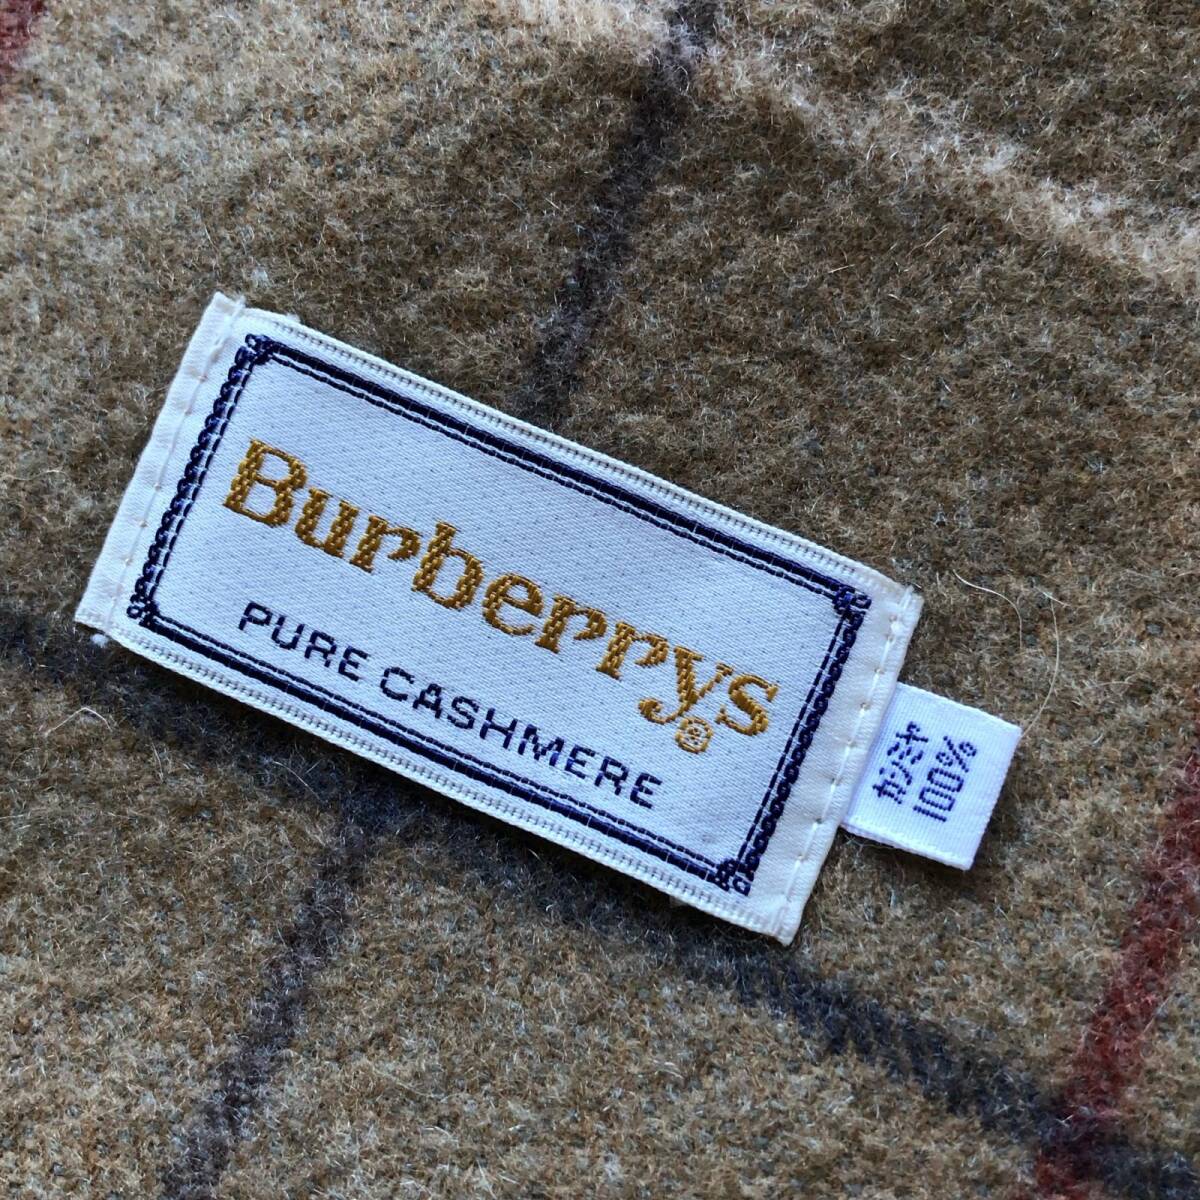 Burberrys®
PURE CASHMERE
カシミヤ
100%